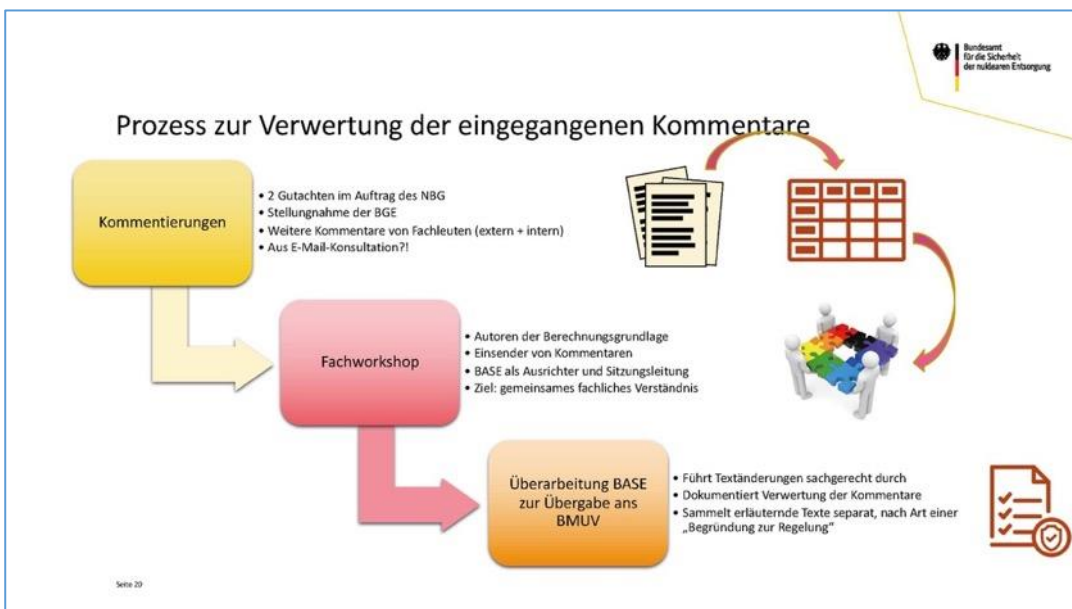 Bundesamt
für die Sicherheit
der nuklearen Entsorgung
Prozess zur Verwertung der eingegangenen Kommentare
Kommentierungen
• 2 Gutachten im Auftrag des NBG
• Stellungnahme der BGE
• Weitere Kommentare von Fachleuten (extern + intern)
• Aus E-Mail-Konsultation?!
Fachworkshop
• Autoren der Berechnungsgrundlage
• Einsender von Kommentaren
• BASE als Ausrichter und Sitzungsleitung
• Ziel: gemeinsames fachliches Verständnis
Überarbeitung BASE
zur Übergabe ans
BMUV
• Führt Textänderungen sachgerecht durch
• Dokumentiert Verwertung der Kommentare
• Sammelt erläuternde Texte separat, nach Art einer
„Begründung zur Regelung“
Seite 20